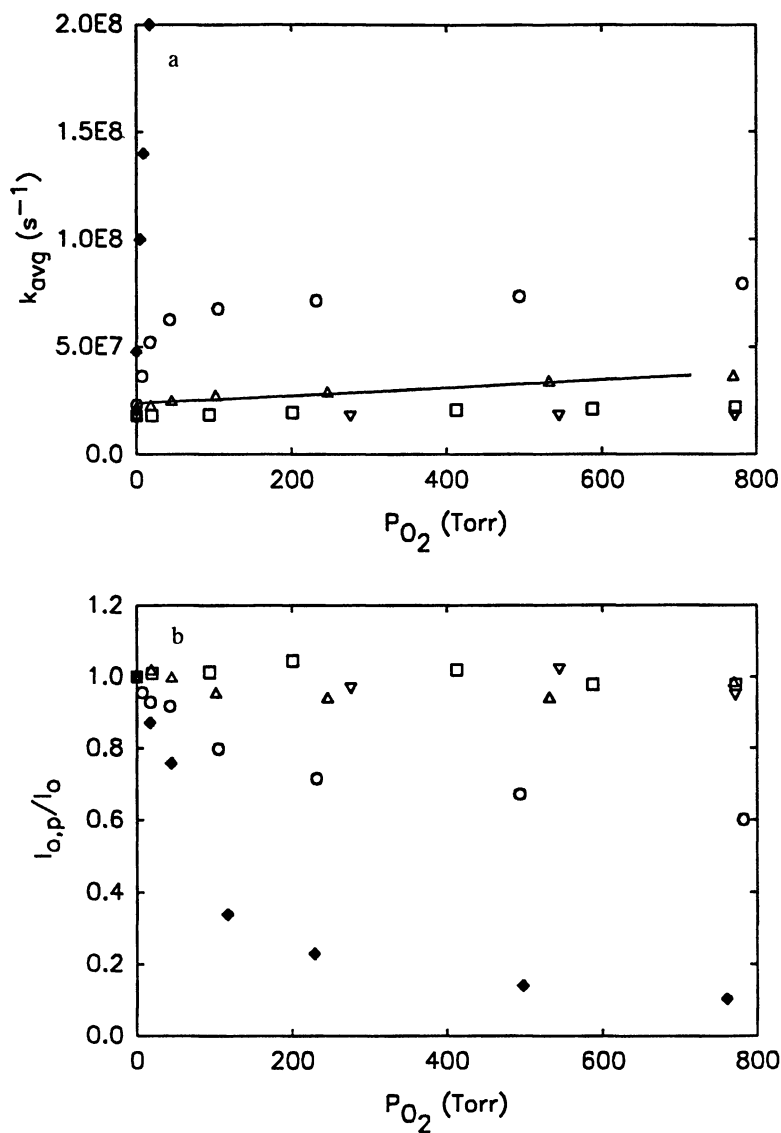 2.0E8
a
1.5E8
1.0E8
5.0E7
0.0
k_avg (s⁻¹)
0 200 400 600 800
P_O₂ (Torr)
1.2
b
1.0
0.8
0.6
0.4
0.2
0.0
I_o,p/I_o
0 200 400 600 800
P_O₂ (Torr)